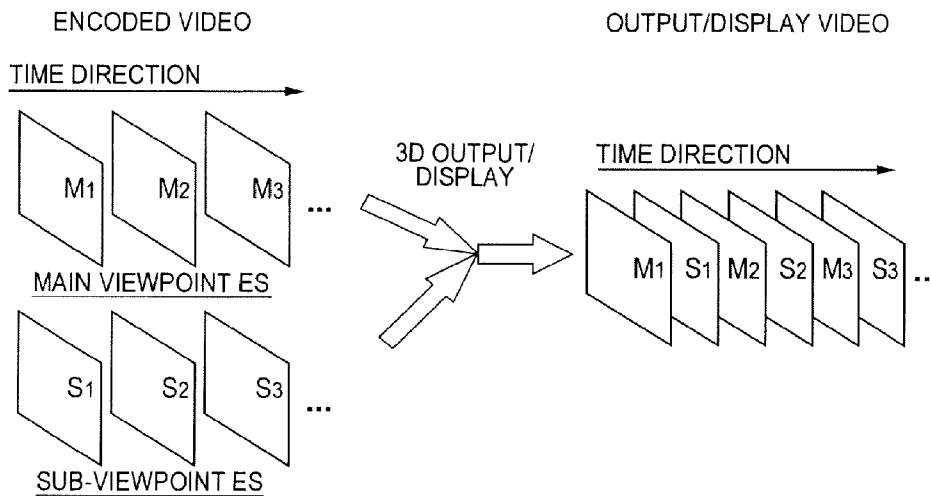 ENCODED VIDEO
TIME DIRECTION
M1 M2 M3 ...
MAIN VIEWPOINT ES
S1 S2 S3 ...
SUB-VIEWPOINT ES
3D OUTPUT/
DISPLAY
OUTPUT/DISPLAY VIDEO
TIME DIRECTION
M1 S1 M2 S2 M3 S3 ..